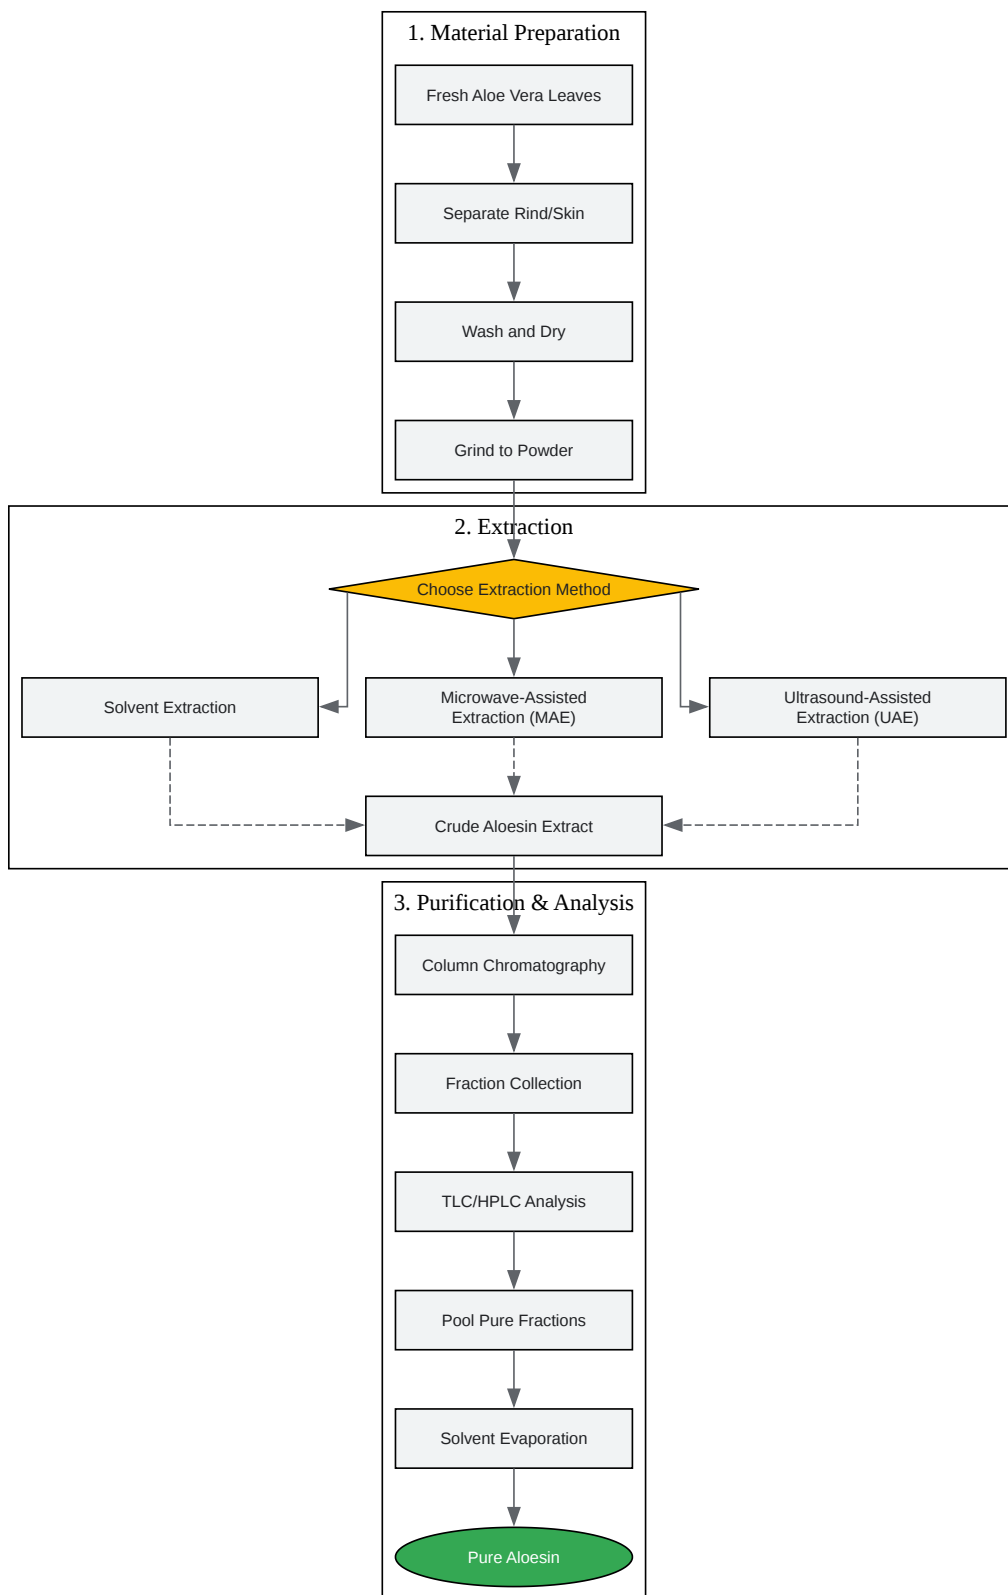 1. Material Preparation
Fresh Aloe Vera Leaves
Separate Rind/Skin
Wash and Dry
Grind to Powder
2. Extraction
Choose Extraction Method
Solvent Extraction
Microwave-Assisted
Extraction (MAE)
Ultrasound-Assisted
Extraction (UAE)
Crude Aloesin Extract
3. Purification & Analysis
Column Chromatography
Fraction Collection
TLC/HPLC Analysis
Pool Pure Fractions
Solvent Evaporation
Pure Aloesin